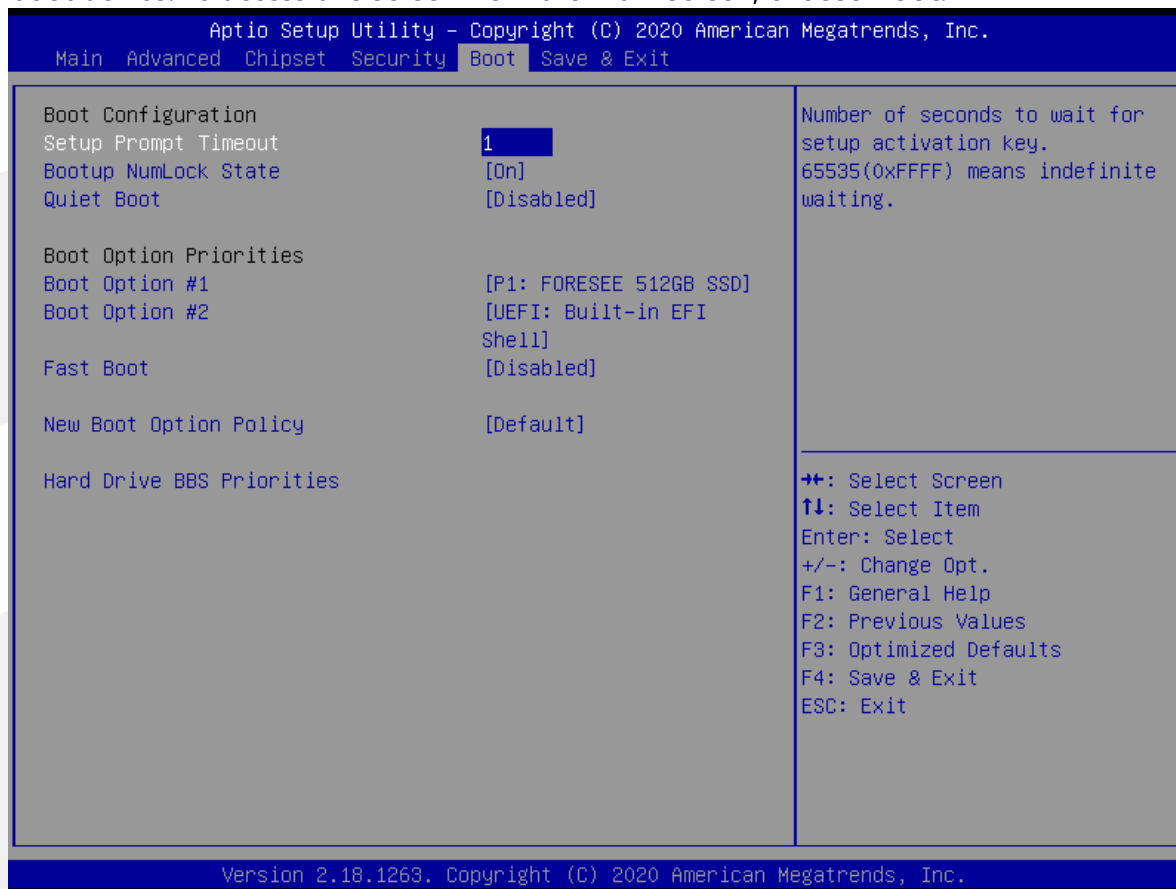 Aptio Setup Utility – Copyright (C) 2020 American Megatrends, Inc.
Main Advanced Chipset Security Boot Save & Exit
Boot Configuration
Setup Prompt Timeout 1
Bootup NumLock State [On]
Quiet Boot [Disabled]
Boot Option Priorities
Boot Option #1 [P1: FORESEE 512GB SSD]
Boot Option #2 [UEFI: Built-in EFI
Shell]
Fast Boot [Disabled]
New Boot Option Policy [Default]
Hard Drive BBS Priorities
Number of seconds to wait for
setup activation key.
65535(0xFFFF) means indefinite
waiting.
→←: Select Screen
↑↓: Select Item
Enter: Select
+/-: Change Opt.
F1: General Help
F2: Previous Values
F3: Optimized Defaults
F4: Save & Exit
ESC: Exit
Version 2.18.1263. Copyright (C) 2020 American Megatrends, Inc.